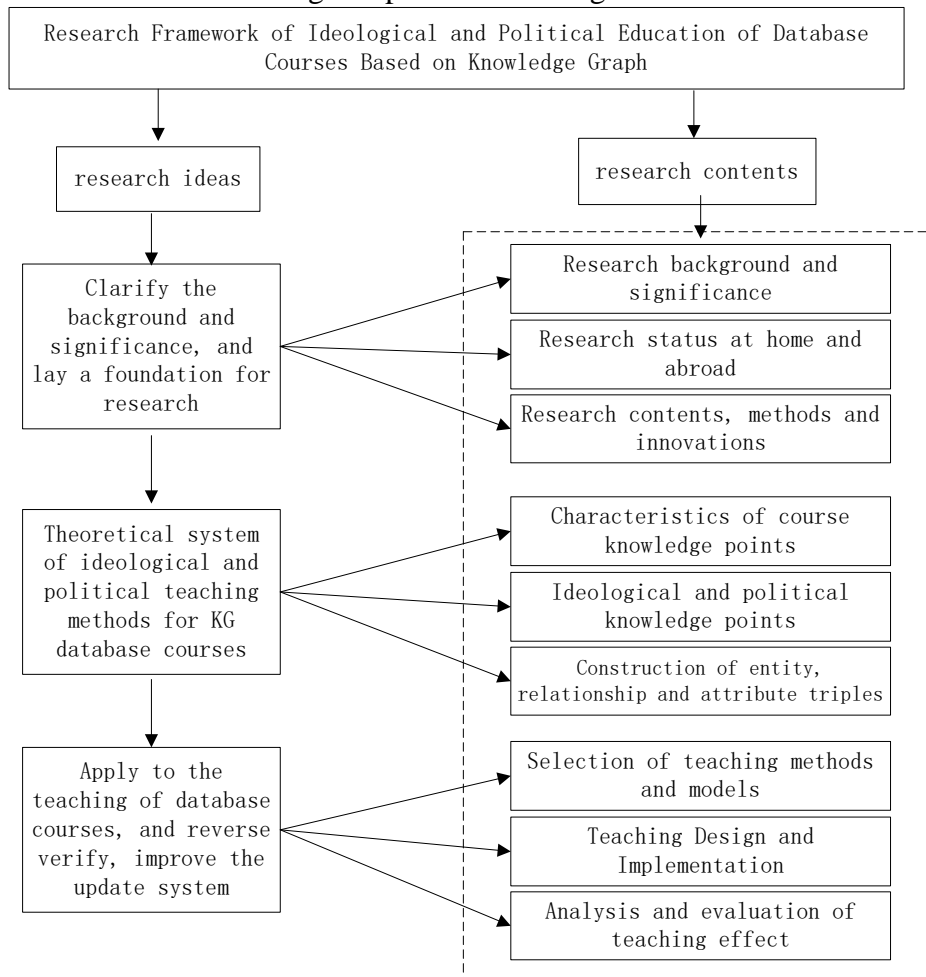 Research Framework of Ideological and Political Education of Database
Courses Based on Knowledge Graph
research ideas
research contents
Clarify the
background and
significance, and
lay a foundation for
research
Research background and
significance
Research status at home and
abroad
Research contents, methods and
innovations
Theoretical system
of ideological and
political teaching
methods for KG
database courses
Characteristics of course
knowledge points
Ideological and political
knowledge points
Construction of entity,
relationship and attribute triples
Apply to the
teaching of database
courses, and reverse
verify, improve the
update system
Selection of teaching methods
and models
Teaching Design and
Implementation
Analysis and evaluation of
teaching effect